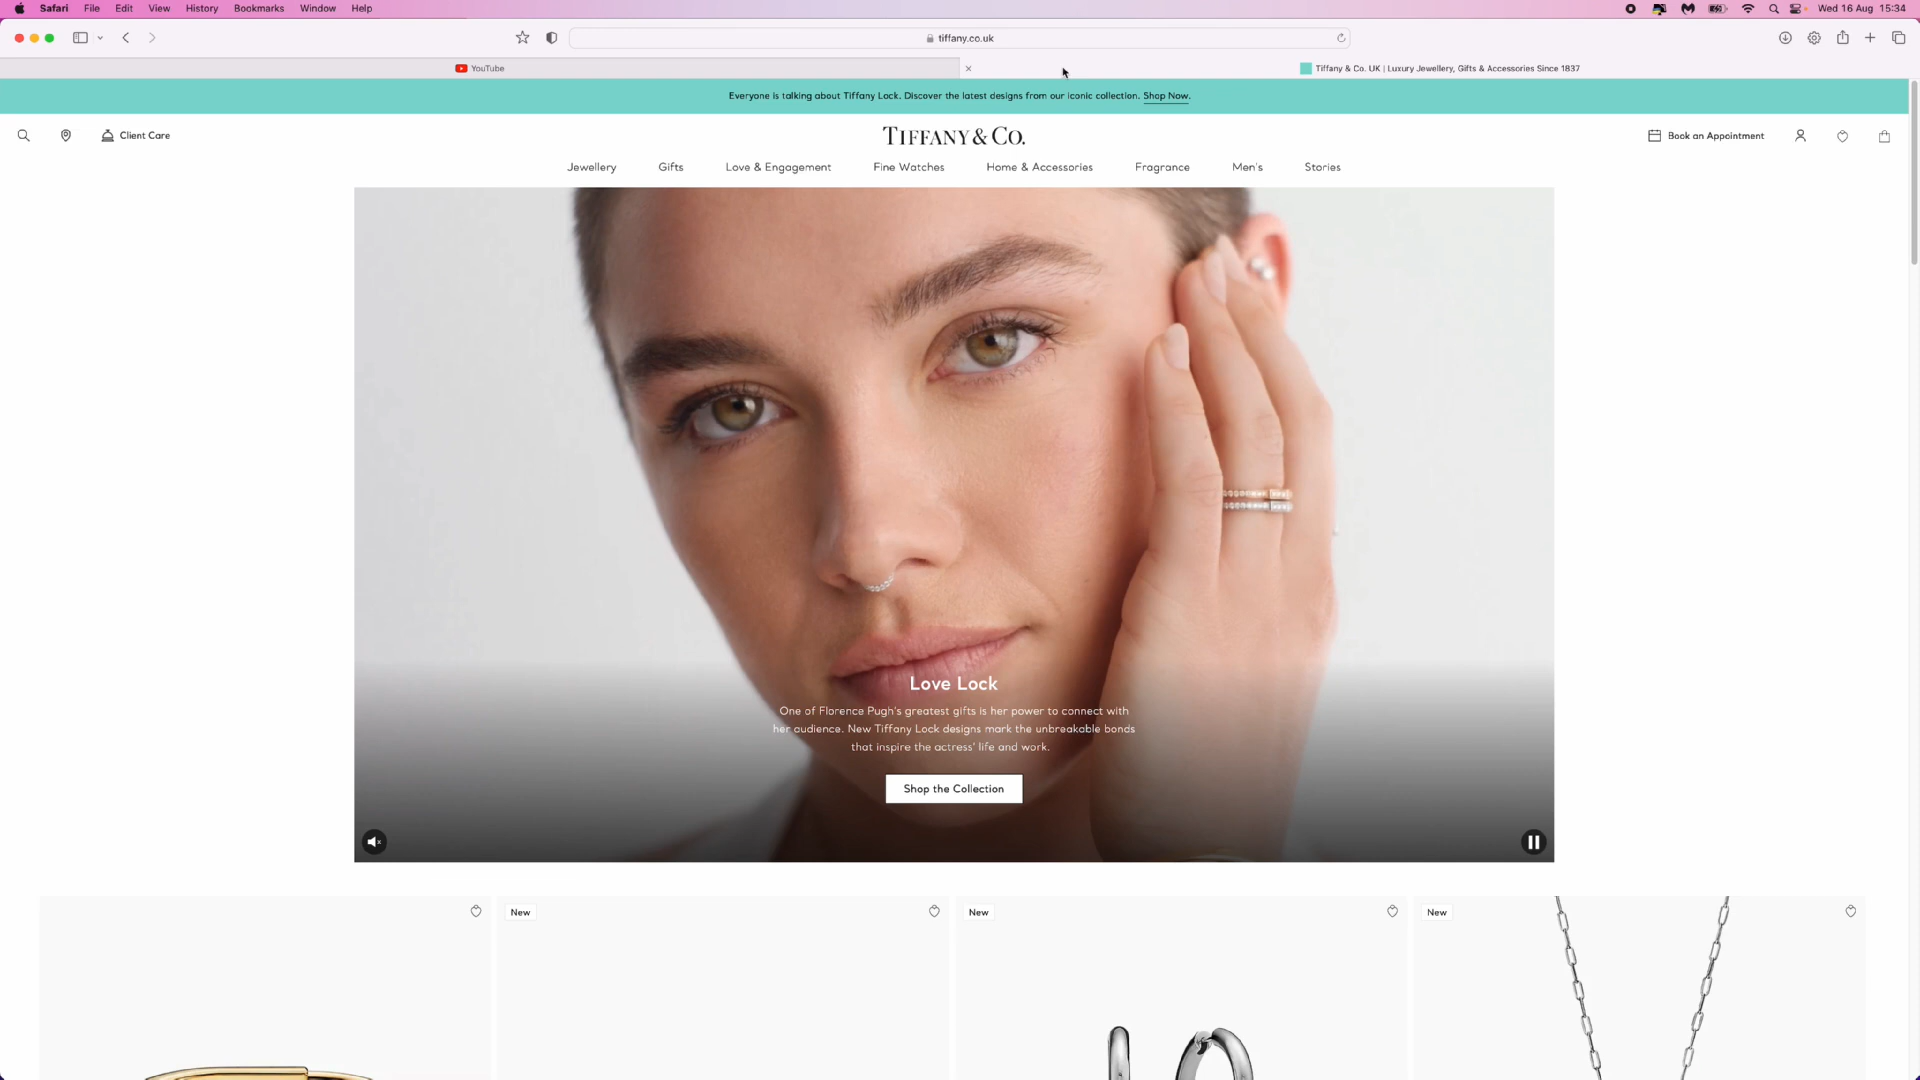 Safari File Edit View History Bookmarks Window Help Wed 16 Aug 15:34
tiffany.co.uk
YouTube Tiffany & Co. UK | Luxury Jewellery, Gifts & Accessories Since 1837
Everyone is talking about Tiffany Lock. Discover the latest designs from our iconic collection. Shop Now.
Client Care TIFFANY & CO. Book an Appointment
Jewellery Gifts Love & Engagement Fine Watches Home & Accessories Fragrance Men's Stories
Love Lock
One of Florence Pugh's greatest gifts is her power to connect with
her audience. New Tiffany Lock designs mark the unbreakable bonds
that inspire the actress' life and work.
Shop the Collection
New New New